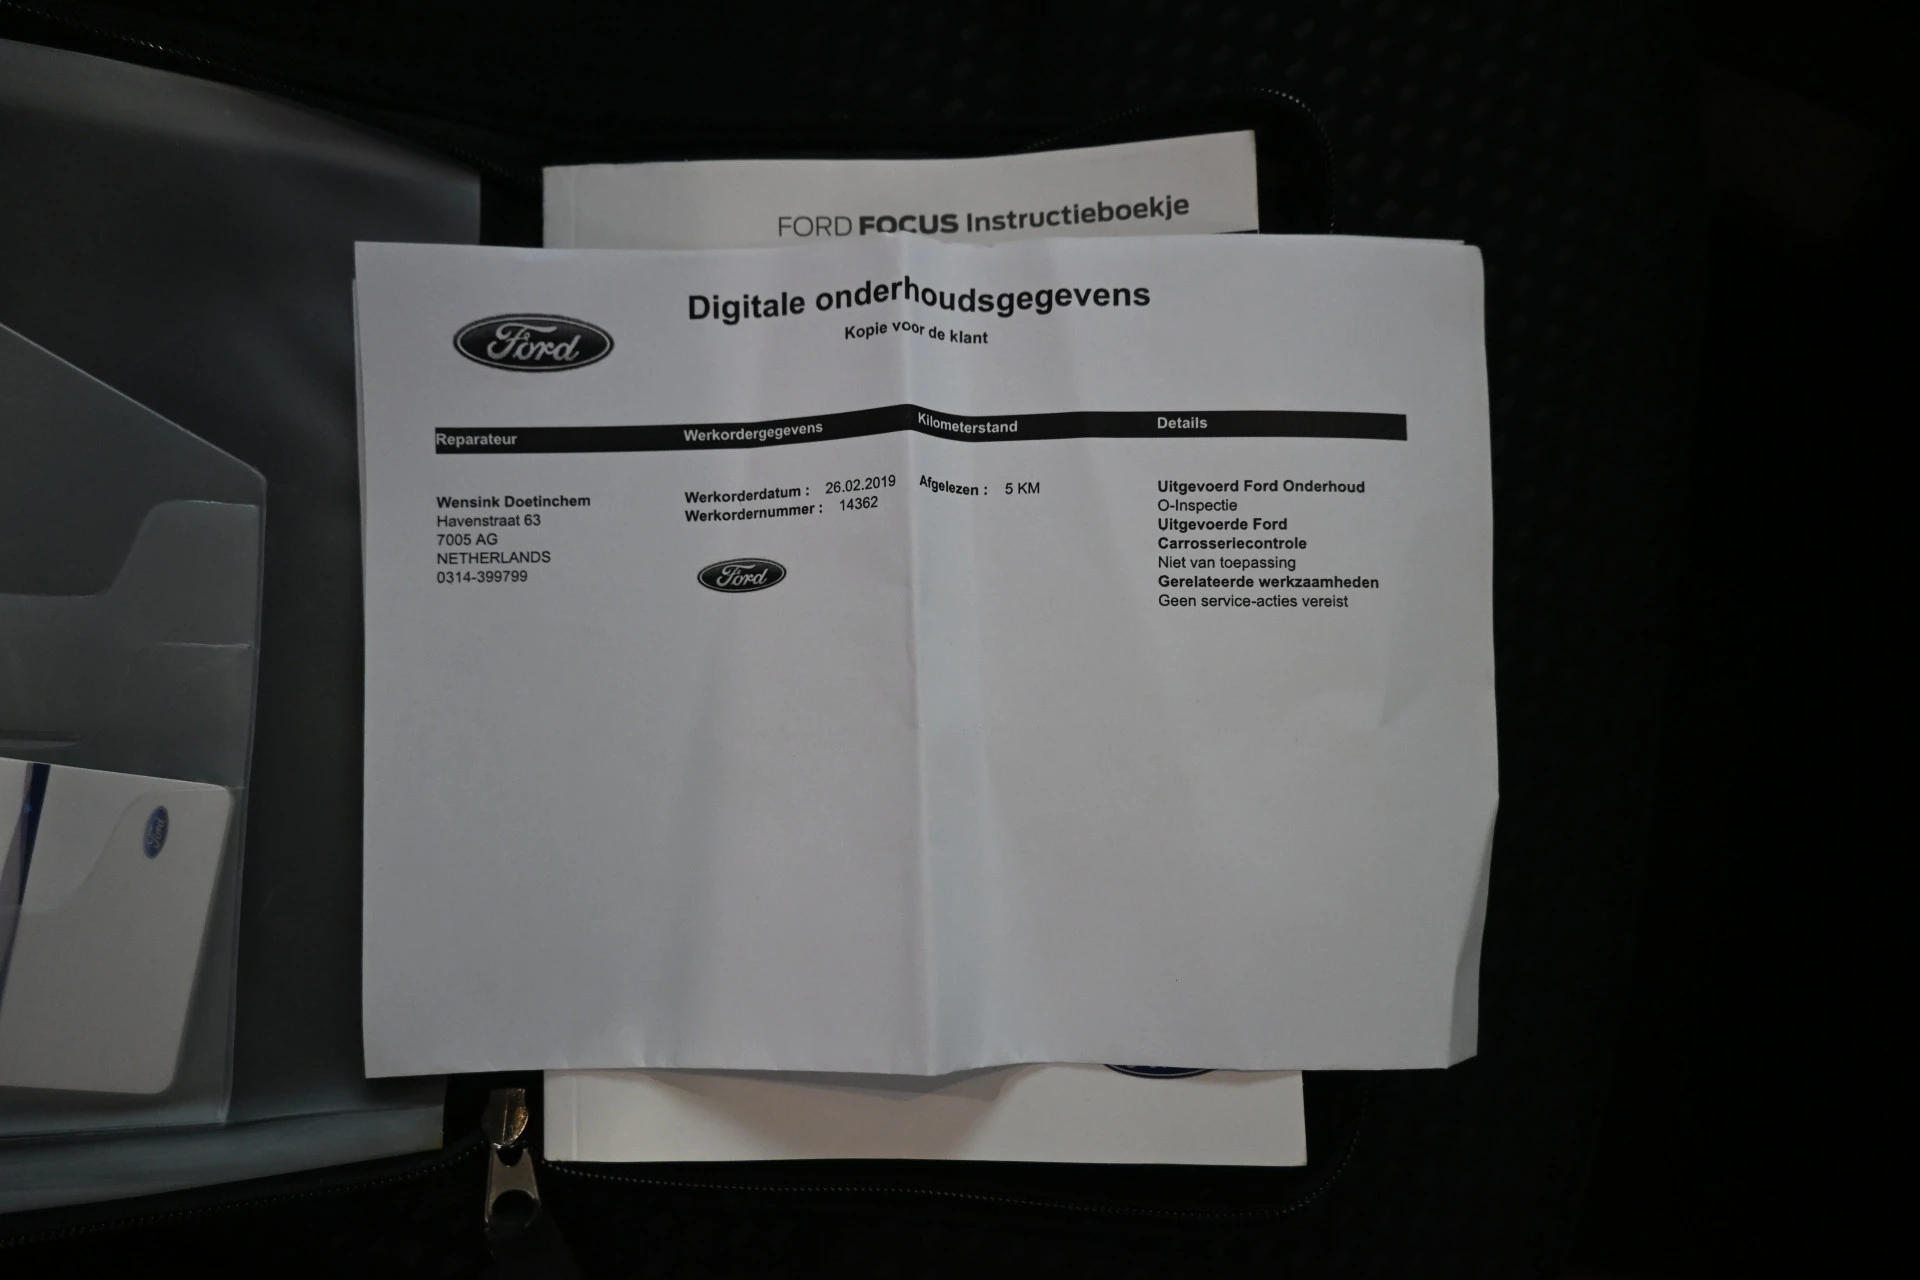 FORD FOCUS Instructieboekje
Digitale onderhoudsgegevens
Kopie voor de klant
Ford
Reparateur Werkordergegevens Kilometerstand Details
Wensink Doetinchem
Havenstraat 63
7005 AG
NETHERLANDS
0314-399799
Werkorderdatum : 26.02.2019
Werkordernummer : 14362
Ford
Afgelezen : 5 KM
Uitgevoerd Ford Onderhoud
O-Inspectie
Uitgevoerde Ford
Carrosseriecontrole
Niet van toepassing
Gerelateerde werkzaamheden
Geen service-acties vereist
Ford